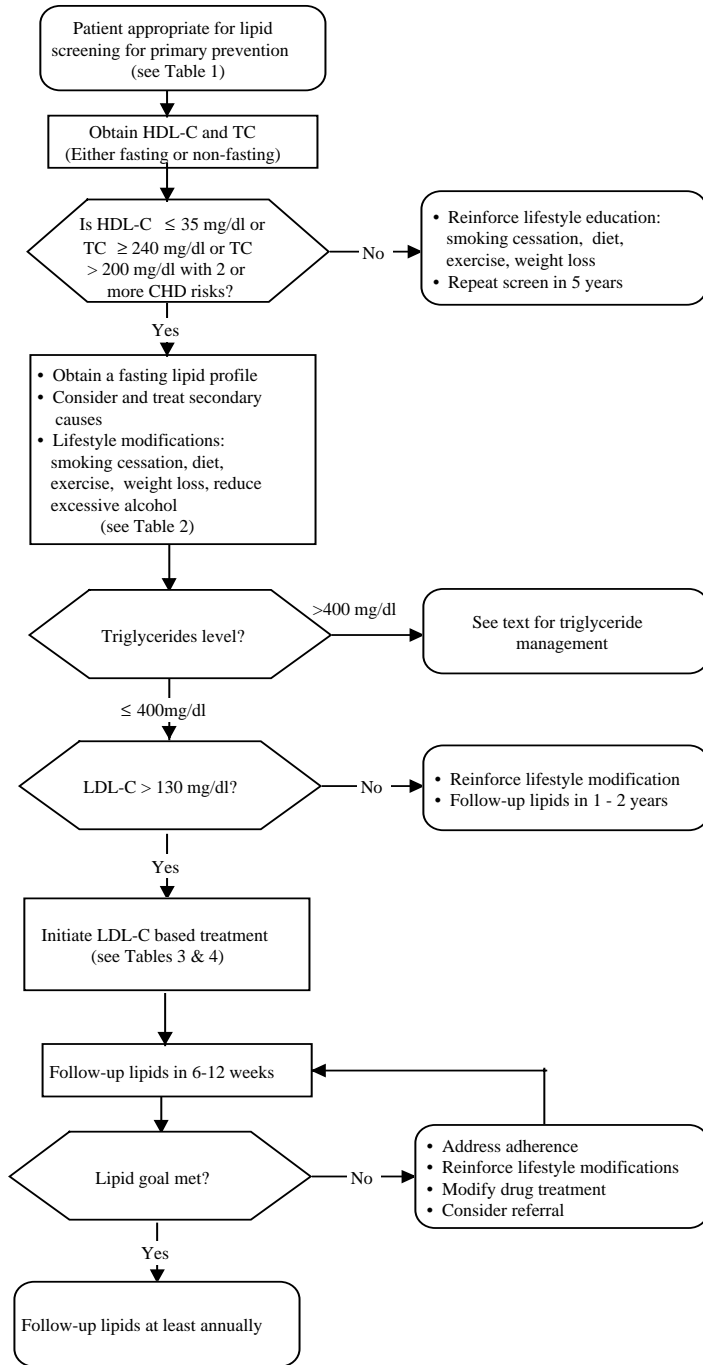 Patient appropriate for lipid
screening for primary prevention
(see Table 1)
Obtain HDL-C and TC
(Either fasting or non-fasting)
Is HDL-C ≤ 35 mg/dl or
TC ≥ 240 mg/dl or TC
> 200 mg/dl with 2 or
more CHD risks?
No
• Reinforce lifestyle education:
smoking cessation, diet,
exercise, weight loss
• Repeat screen in 5 years
Yes
• Obtain a fasting lipid profile
• Consider and treat secondary
causes
• Lifestyle modifications:
smoking cessation, diet,
exercise, weight loss, reduce
excessive alcohol
(see Table 2)
Triglycerides level?
>400 mg/dl
See text for triglyceride
management
≤ 400mg/dl
LDL-C > 130 mg/dl?
No
• Reinforce lifestyle modification
• Follow-up lipids in 1 - 2 years
Yes
Initiate LDL-C based treatment
(see Tables 3 & 4)
Follow-up lipids in 6-12 weeks
Lipid goal met?
No
• Address adherence
• Reinforce lifestyle modifications
• Modify drug treatment
• Consider referral
Yes
Follow-up lipids at least annually